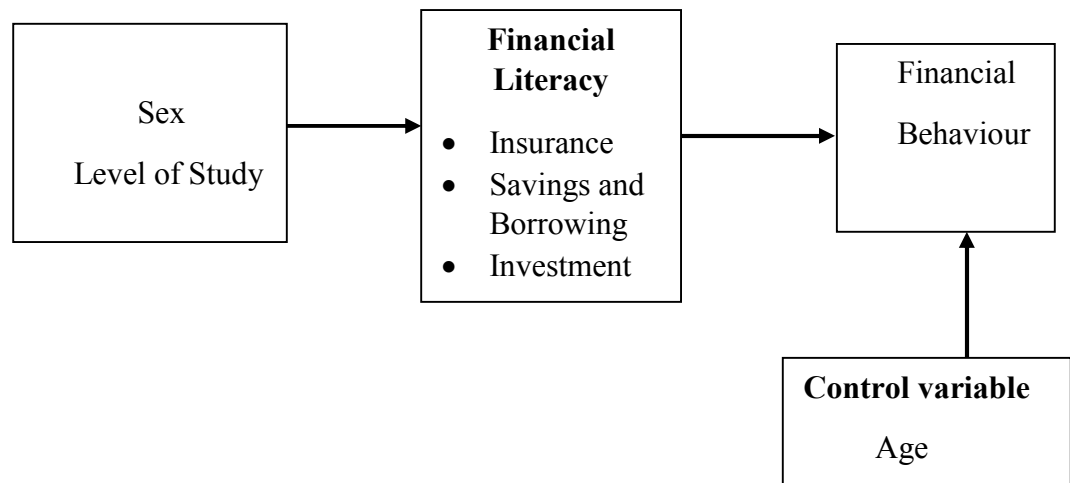 Sex
Level of Study
Financial
Literacy
• Insurance
• Savings and
Borrowing
• Investment
Financial
Behaviour
Control variable
Age